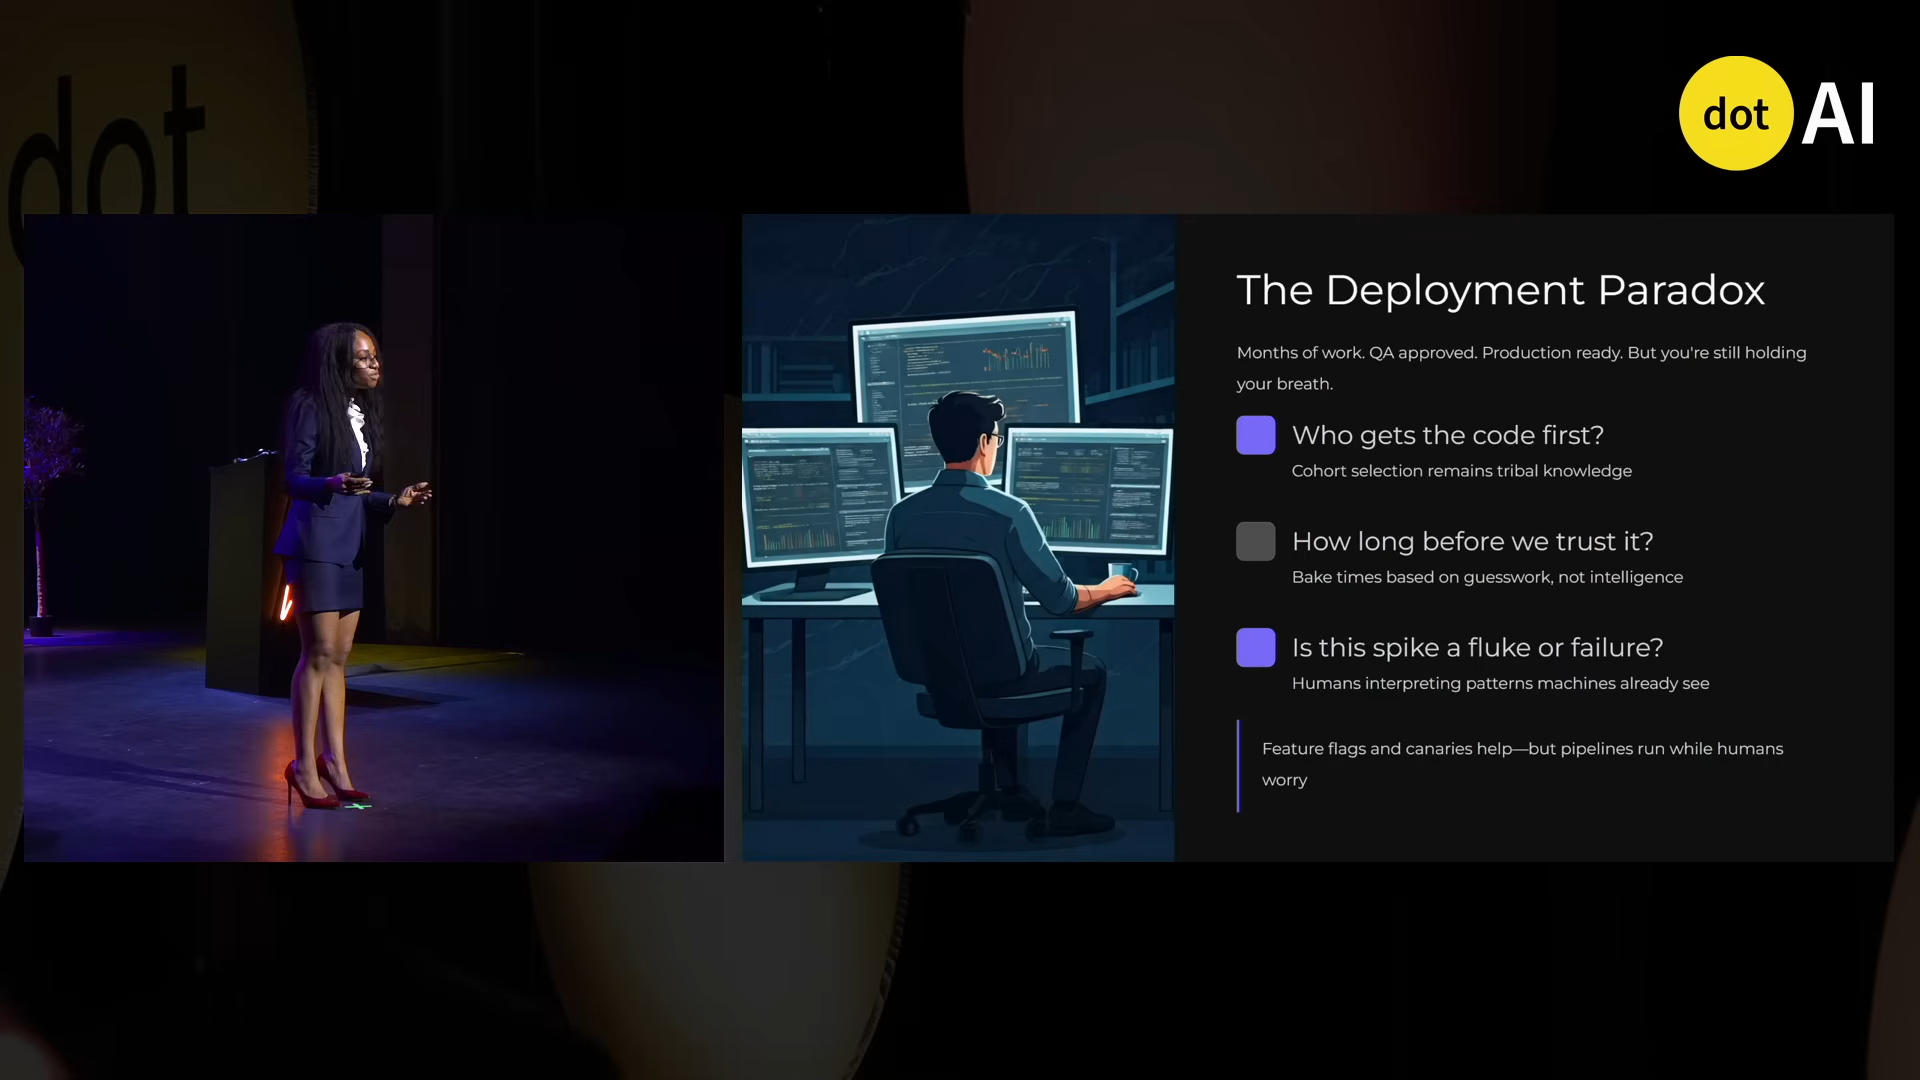 dot
dot AI
The Deployment Paradox
Months of work. QA approved. Production ready. But you're still holding
your breath.
Who gets the code first?
Cohort selection remains tribal knowledge
How long before we trust it?
Bake times based on guesswork, not intelligence
Is this spike a fluke or failure?
Humans interpreting patterns machines already see
Feature flags and canaries help—but pipelines run while humans
worry